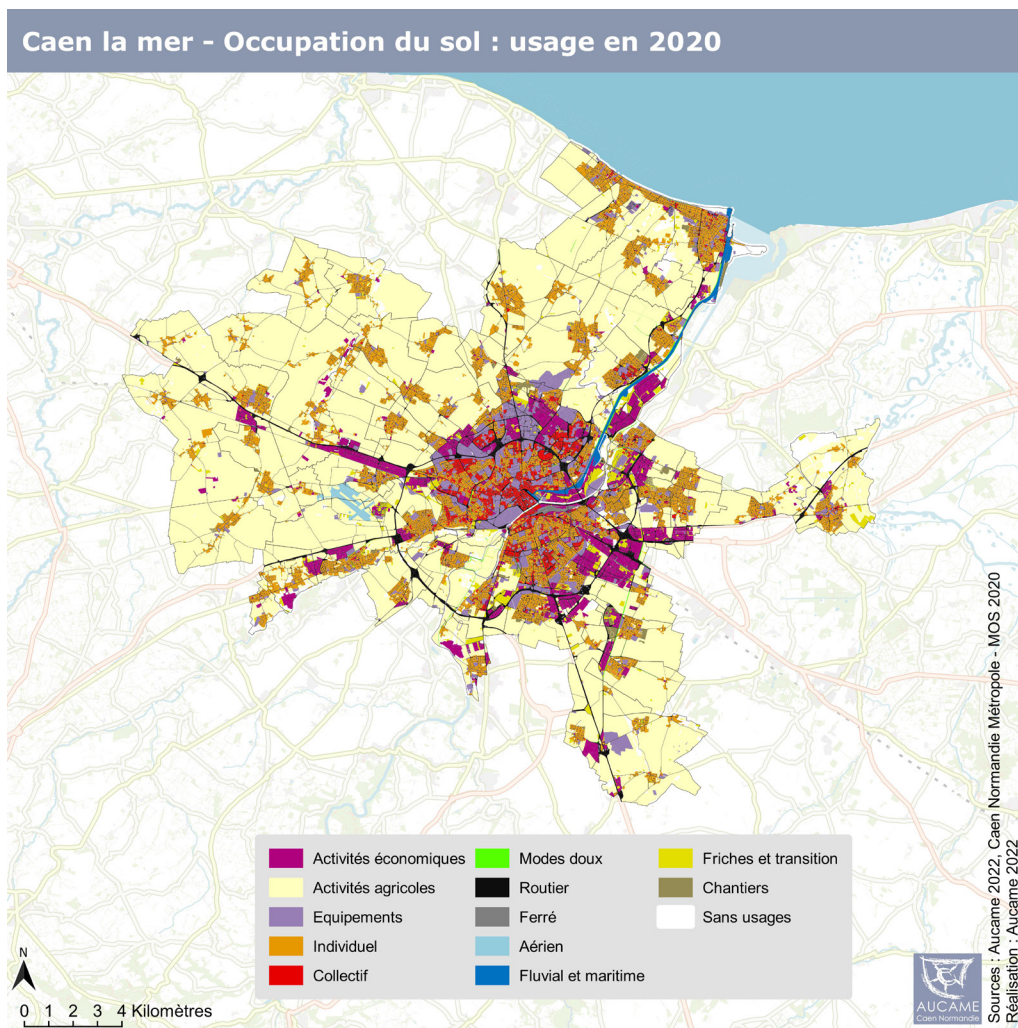 Caen la mer - Occupation du sol : usage en 2020
Activités économiques
Activités agricoles
Equipements
Individuel
Collectif
Modes doux
Routier
Ferré
Aérien
Fluvial et maritime
Friches et transition
Chantiers
Sans usages
N
0 1 2 3 4 Kilomètres
AUCAME
Caen Normandie
Sources : Aucame 2022, Caen Normandie Métropole - MOS 2020
Réalisation : Aucame 2022